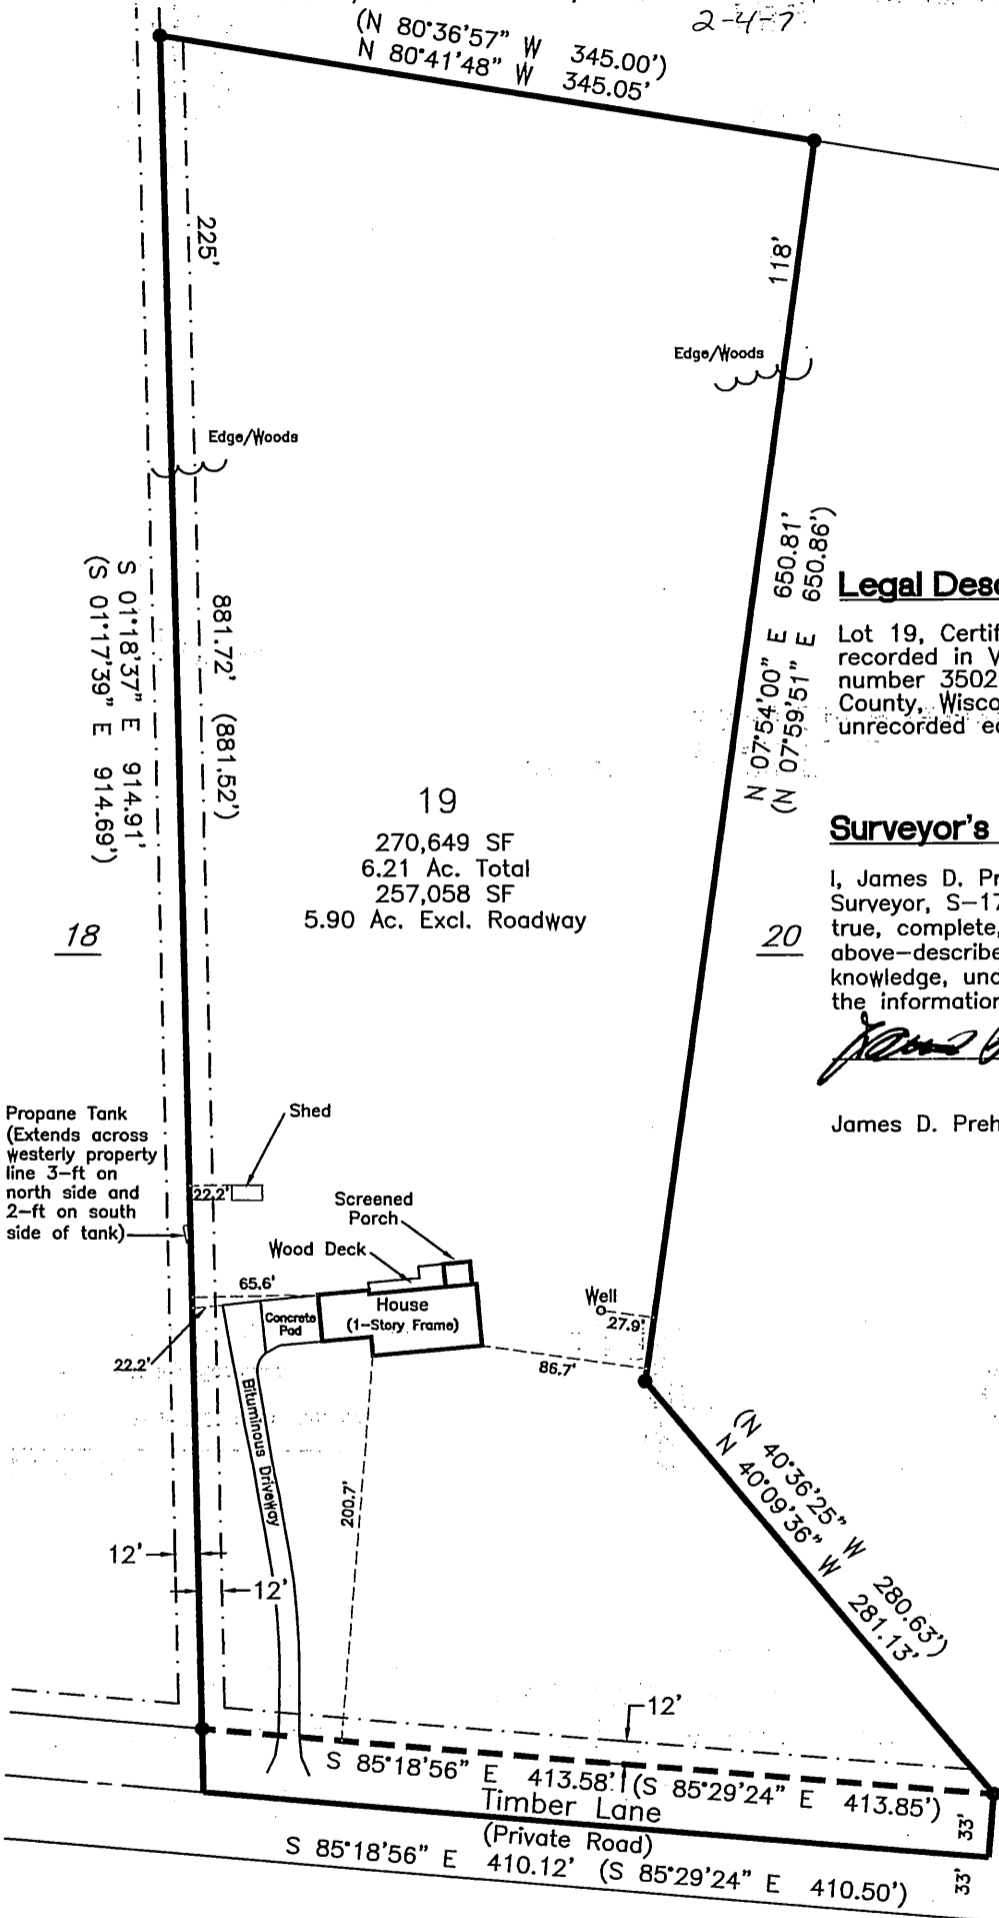 2-4-7
(N 80°36'57" W 345.00')
N 80°41'48" W 345.05'
225'
118'
Edge/Woods
Edge/Woods
S 01°18'37" E 914.91'
(S 01°17'39" E 914.69')
881.72' (881.52')
N 07°54'00" E 650.81'
(N 07°59'51" E 650.86')
Legal Desc
Lot 19, Certif
recorded in V
number 3502
County, Wisco
unrecorded ea
19
270,649 SF
6.21 Ac. Total
257,058 SF
5.90 Ac. Excl. Roadway
18
20
Surveyor's
I, James D. Pr
Surveyor, S-17
true, complete,
above-describe
knowledge, und
the information
James D. Preh
Propane Tank
(Extends across
westerly property
line 3-ft on
north side and
2-ft on south
side of tank)
Shed
22.2'
Screened
Porch
Wood Deck
65.6'
House
(1-Story Frame)
Concrete
Pad
Well
27.9'
22.2'
86.7'
Bituminous Driveway
200.7'
(N 40°36'25" W 280.63')
N 40°09'36" W 281.13'
12'
12'
12'
S 85°18'56" E 413.58' (S 85°29'24" E 413.85')
Timber Lane
(Private Road)
33'
S 85°18'56" E 410.12' (S 85°29'24" E 410.50')
33'